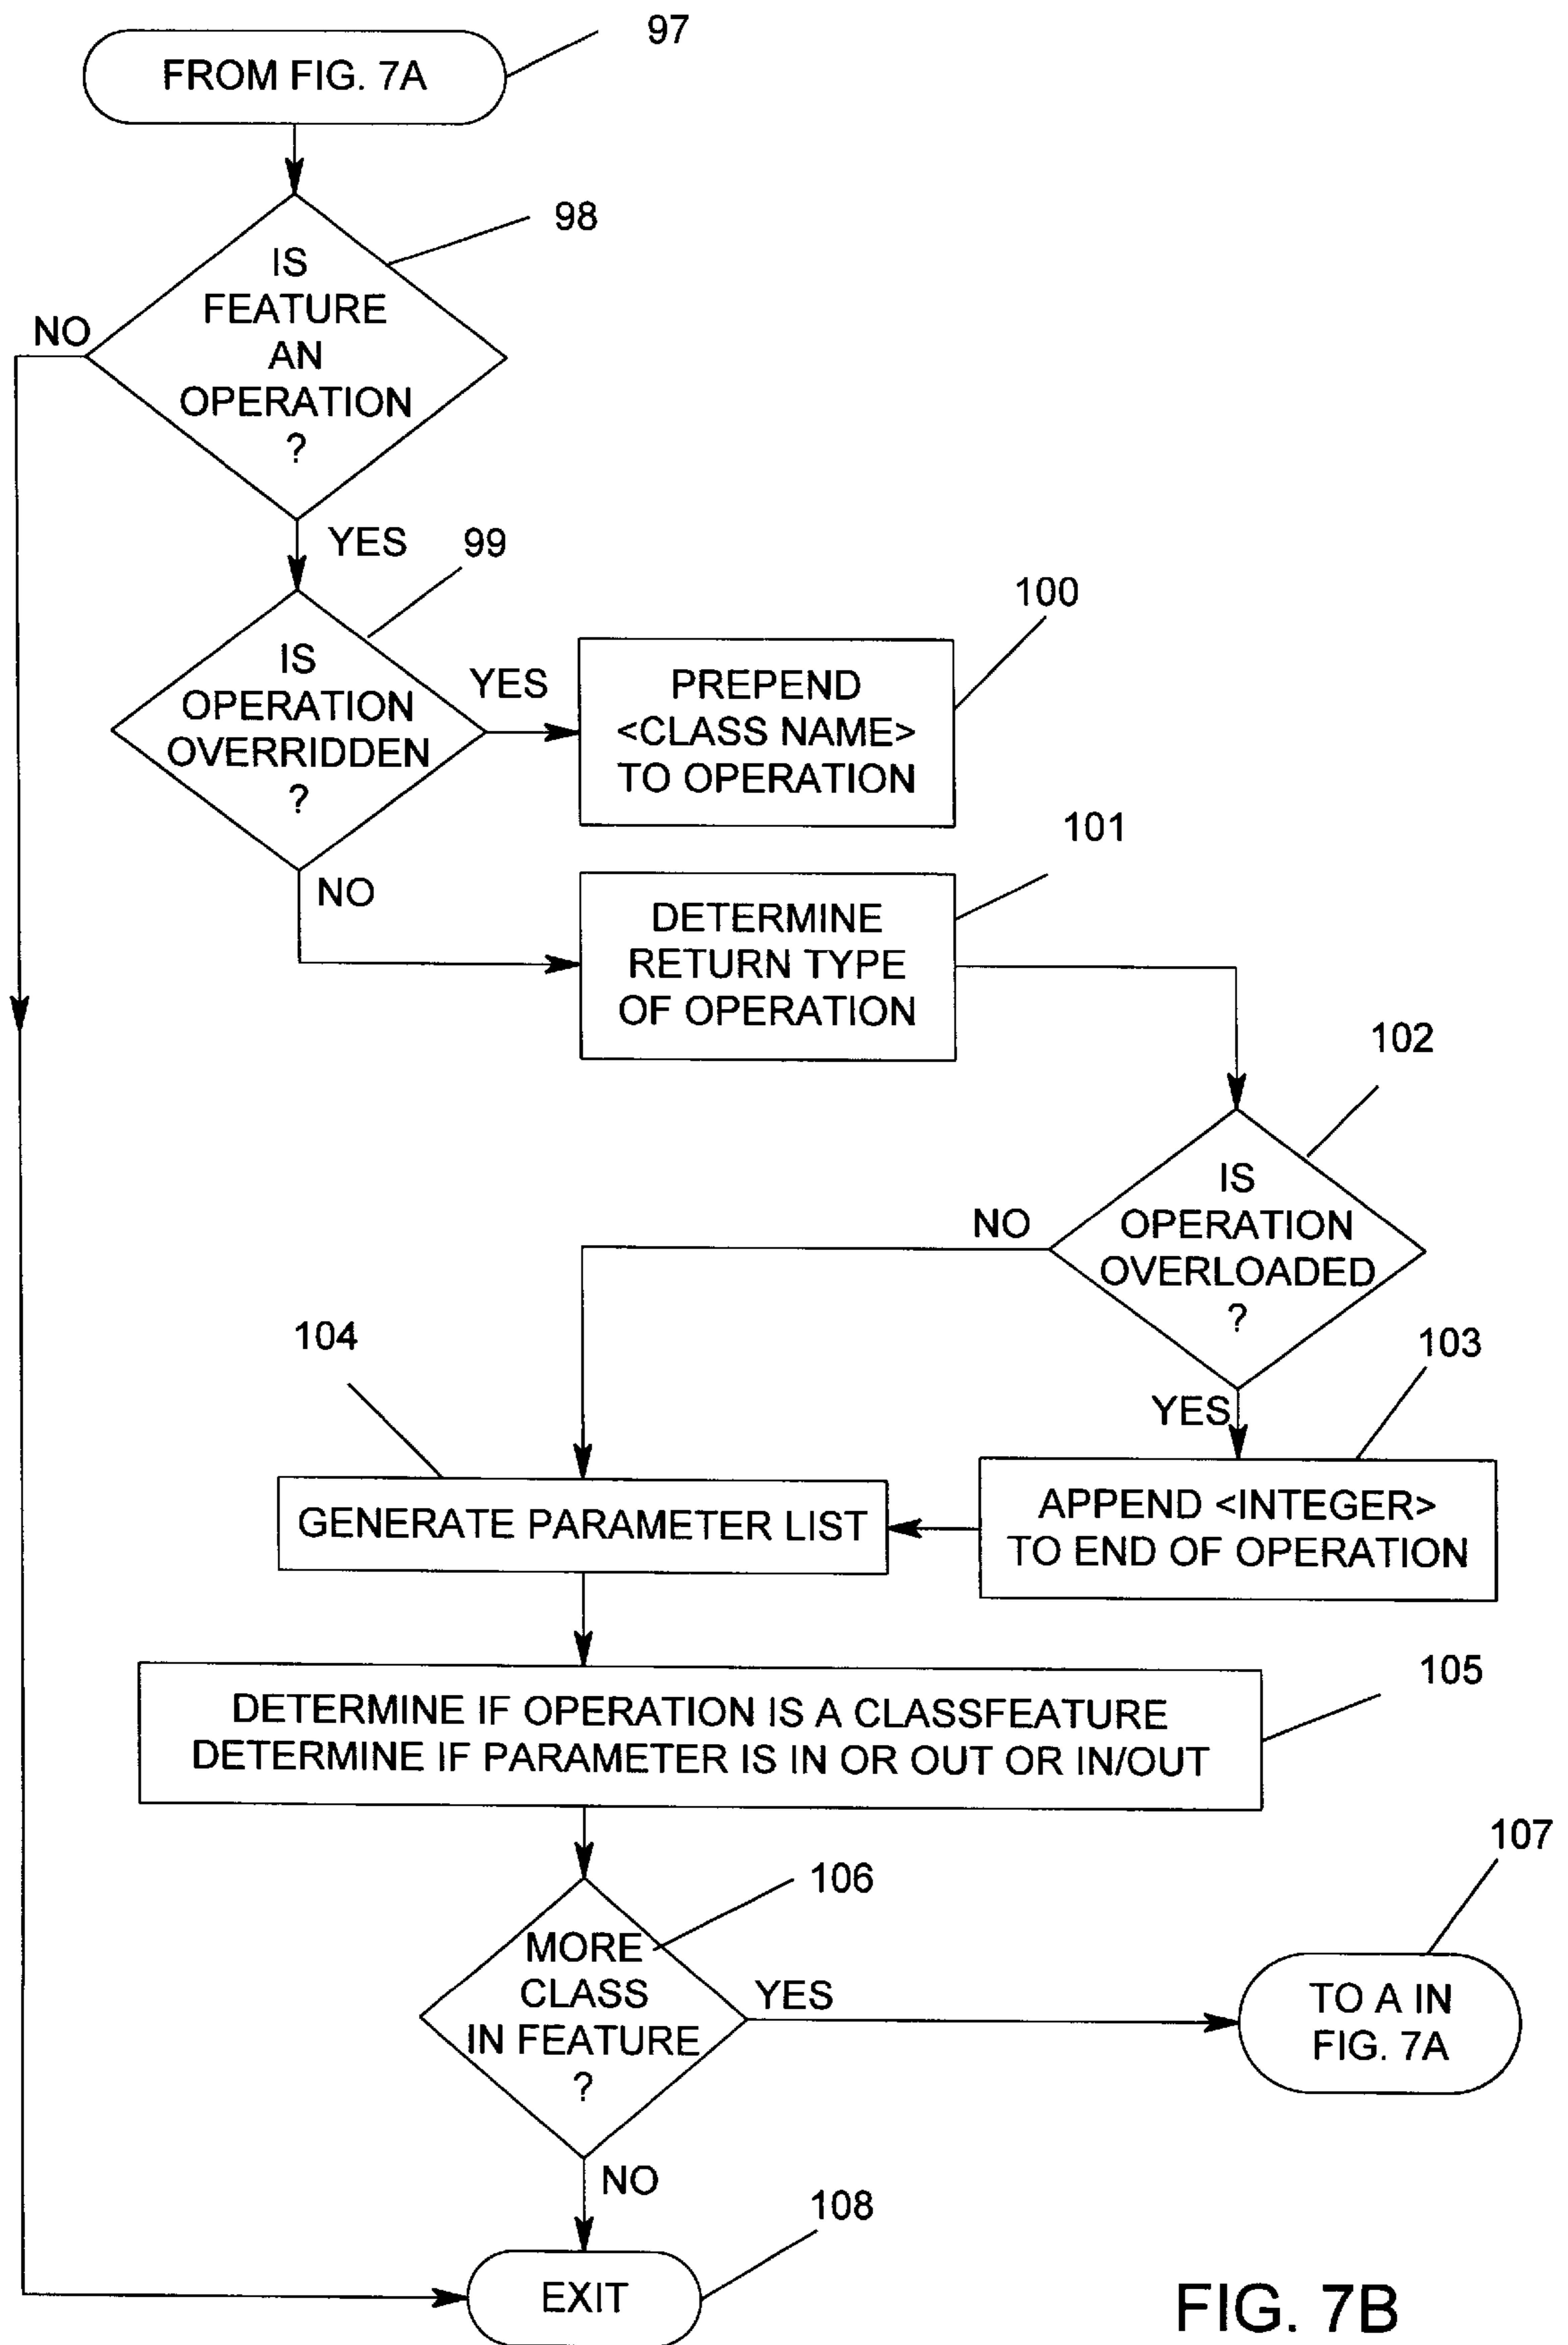 97
FROM FIG. 7A
98
IS
FEATURE
AN
OPERATION
?
NO
YES
99
IS
OPERATION
OVERRIDDEN
?
YES
100
PREPEND
<CLASS NAME>
TO OPERATION
NO
101
DETERMINE
RETURN TYPE
OF OPERATION
102
IS
OPERATION
OVERLOADED
?
NO
YES
103
APPEND <INTEGER>
TO END OF OPERATION
104
GENERATE PARAMETER LIST
105
DETERMINE IF OPERATION IS A CLASSFEATURE
DETERMINE IF PARAMETER IS IN OR OUT OR IN/OUT
106
MORE
CLASS
IN FEATURE
?
YES
107
TO A IN
FIG. 7A
NO
108
EXIT
FIG. 7B